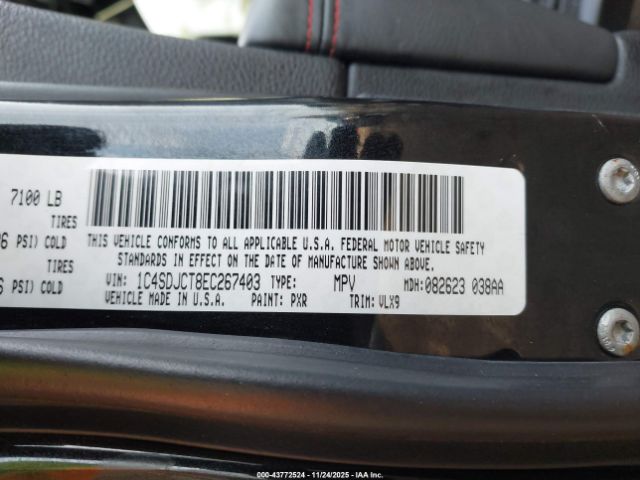 7100 LB
TIRES
PSI) COLD
TIRES
PSI) COLD
THIS VEHICLE CONFORMS TO ALL APPLICABLE U.S.A. FEDERAL MOTOR VEHICLE SAFETY
STANDARDS IN EFFECT ON THE DATE OF MANUFACTURE SHOWN ABOVE.
VIN: 1C4SDJCT8EC267403 TYPE: MPV MDH: 082623 038AA
VEHICLE MADE IN U.S.A. PAINT: PXR TRIM: VLX9
000-43772524 - 11/24/2025 - IAA Inc.